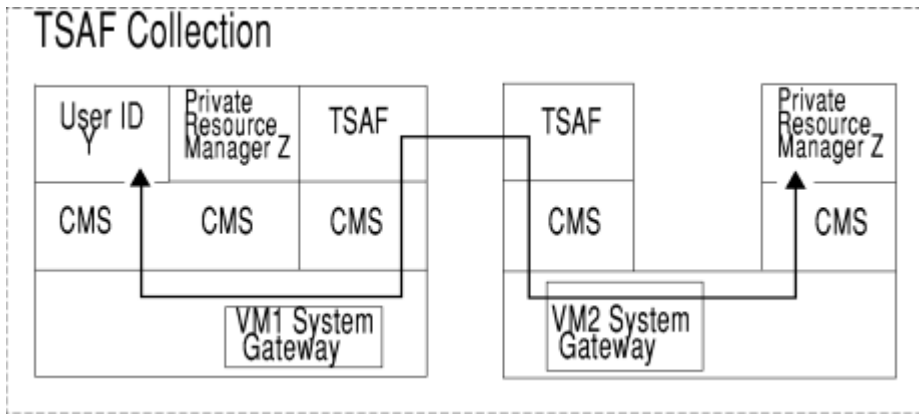 TSAF Collection
User ID
Y
Private
Resource
Manager Z
TSAF
TSAF
Private
Resource
Manager Z
CMS
CMS
CMS
CMS
CMS
VM1 System
Gateway
VM2 System
Gateway